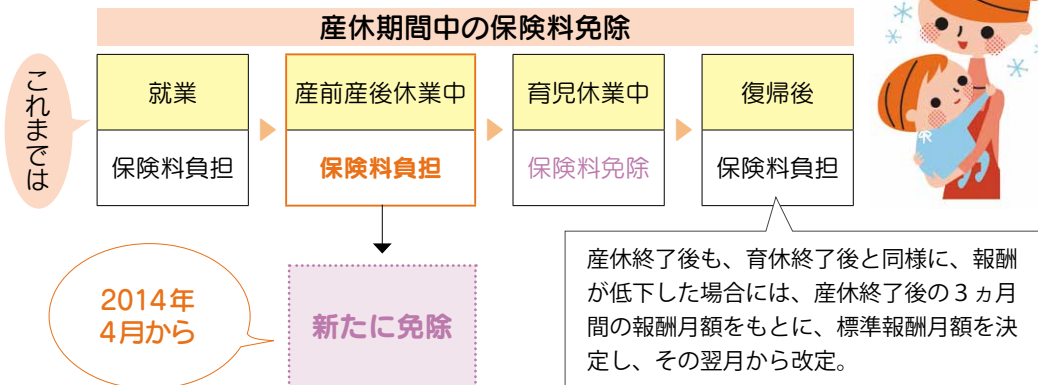 産休期間中の保険料免除
これまでは
就業
産前産後休業中
育児休業中
復帰後
保険料負担
保険料負担
保険料免除
保険料負担
2014年
4月から
新たに免除
産休終了後も、育休終了後と同様に、報酬
が低下した場合には、産休終了後の３ヵ月
間の報酬月額をもとに、標準報酬月額を決
定し、その翌月から改定。